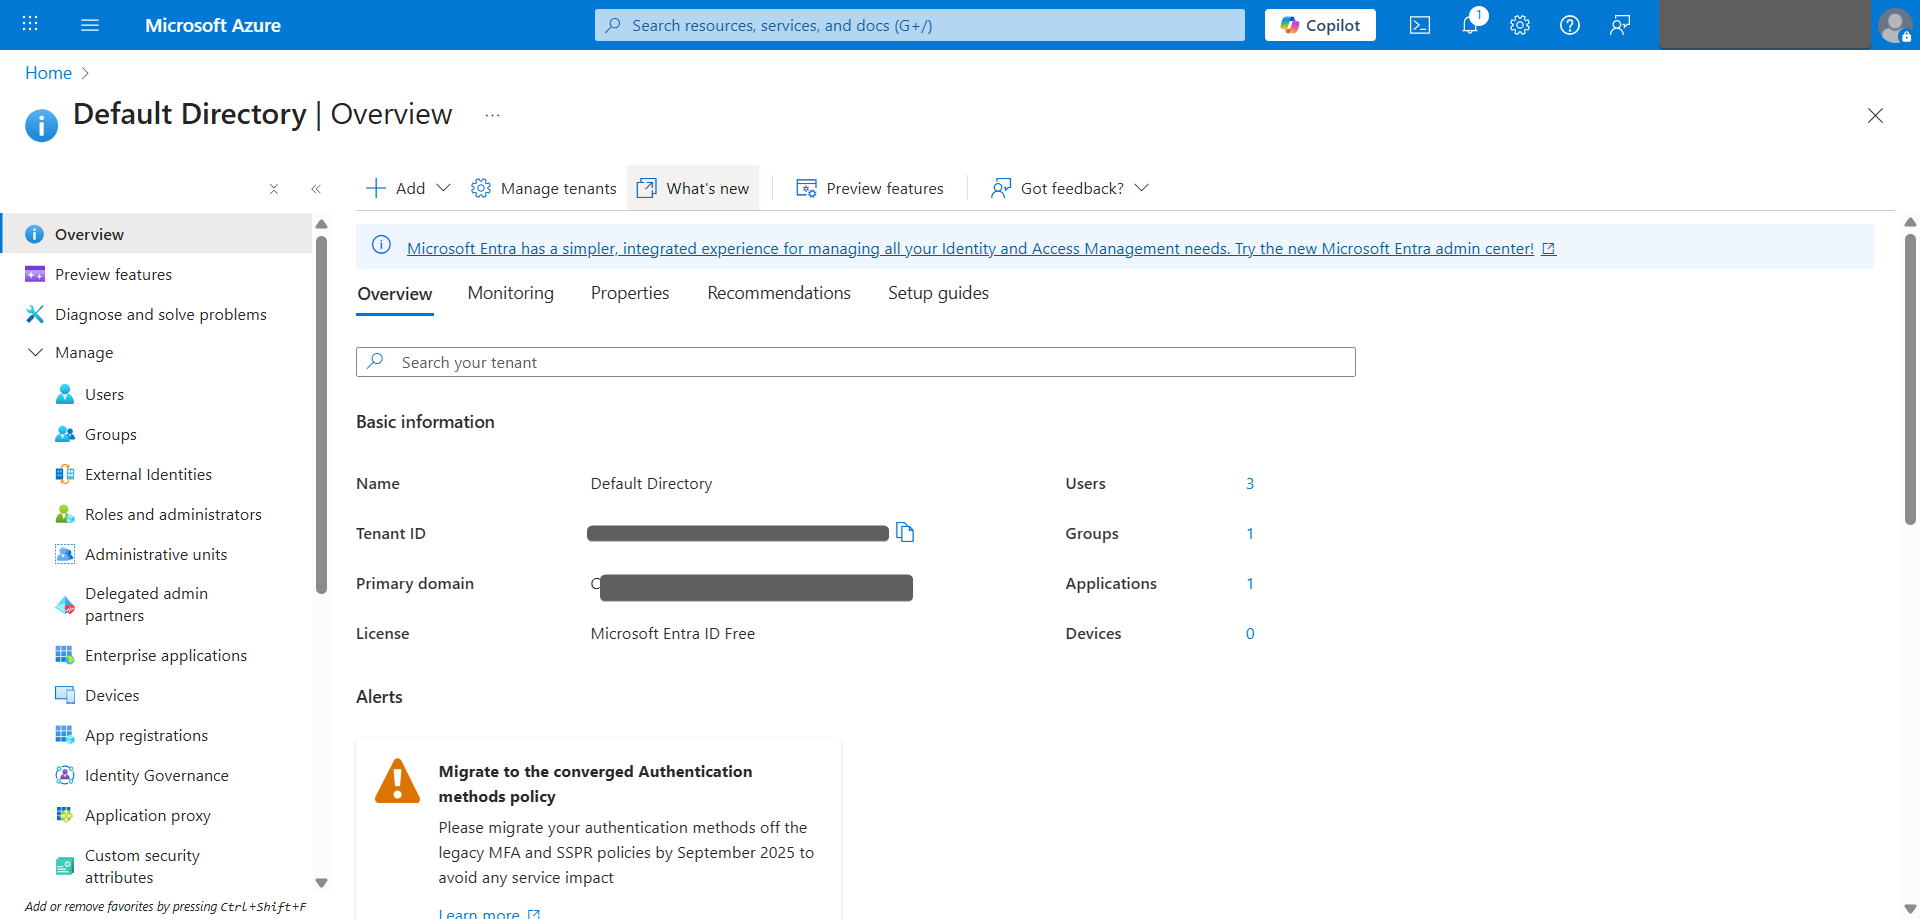 Microsoft Azure
Search resources, services, and docs (G+/)
Copilot
1
Home
Default Directory | Overview
Add
Manage tenants
What's new
Preview features
Got feedback?
Overview
Preview features
Diagnose and solve problems
Manage
Users
Groups
External Identities
Roles and administrators
Administrative units
Delegated admin
partners
Enterprise applications
Devices
App registrations
Identity Governance
Application proxy
Custom security
attributes
Add or remove favorites by pressing Ctrl+Shift+F
Microsoft Entra has a simpler, integrated experience for managing all your Identity and Access Management needs. Try the new Microsoft Entra admin center!
Overview Monitoring Properties Recommendations Setup guides
Search your tenant
Basic information
Name Default Directory Users 3
Tenant ID Groups 1
Primary domain Applications 1
License Microsoft Entra ID Free Devices 0
Alerts
Migrate to the converged Authentication
methods policy
Please migrate your authentication methods off the
legacy MFA and SSPR policies by September 2025 to
avoid any service impact
Learn more